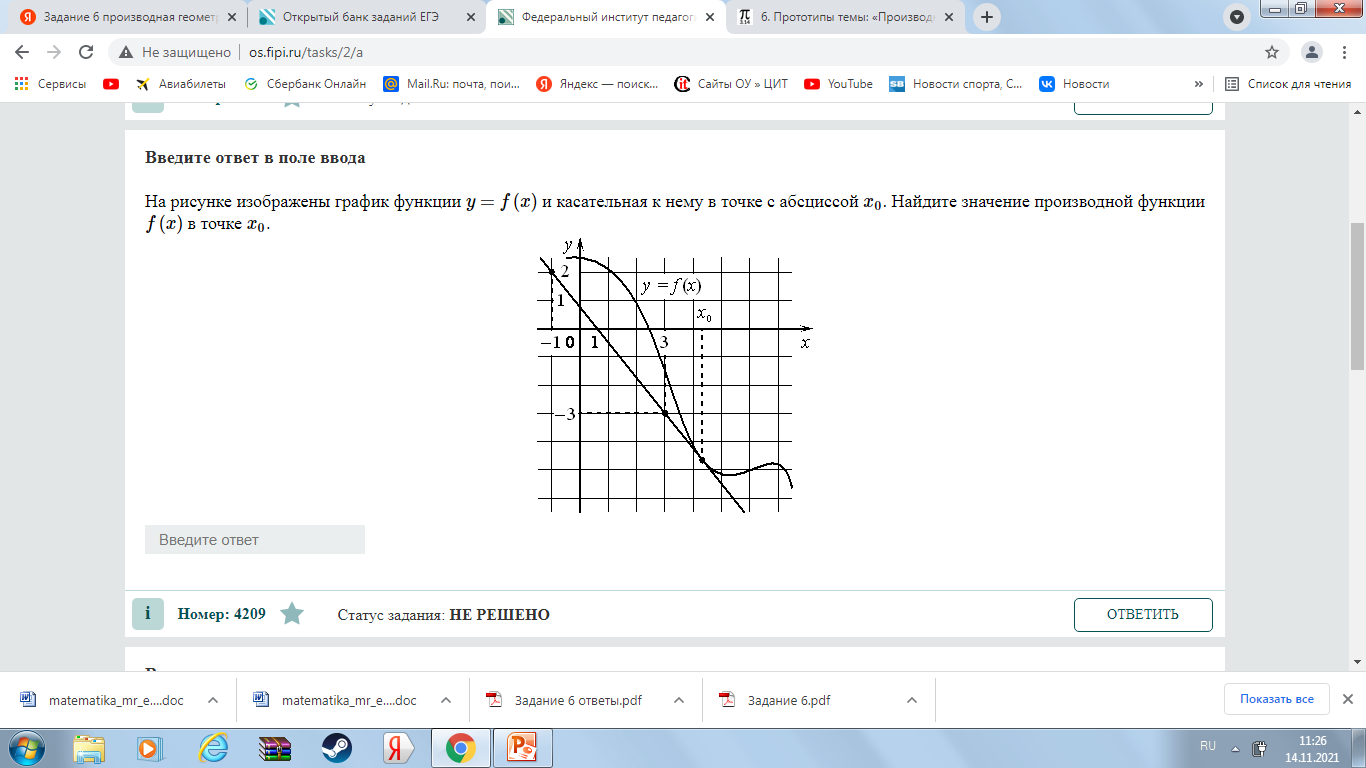 Задание 6 производная геомет
Открытый банк заданий ЕГЭ
Федеральный институт педагог
6. Прототипы темы: «Производ
Не защищено | os.fipi.ru/tasks/2/a
Сервисы
Авиабилеты
Сбербанк Онлайн
Mail.Ru: почта, пои...
Яндекс — поиск...
Сайты ОУ » ЦИТ
YouTube
Новости спорта, С...
Новости
»
Список для чтения
Введите ответ в поле ввода
На рисунке изображены график функции y = f (x) и касательная к нему в точке с абсциссой x₀. Найдите значение производной функции
f (x) в точке x₀.
y
2
y = f(x)
1
x₀
−1 0 1 3 x
−3
Введите ответ
i Номер: 4209 Статус задания: НЕ РЕШЕНО ОТВЕТИТЬ
matematika_mr_e....doc
matematika_mr_e....doc
Задание 6 ответы.pdf
Задание 6.pdf
Показать все
RU
11:26
14.11.2021